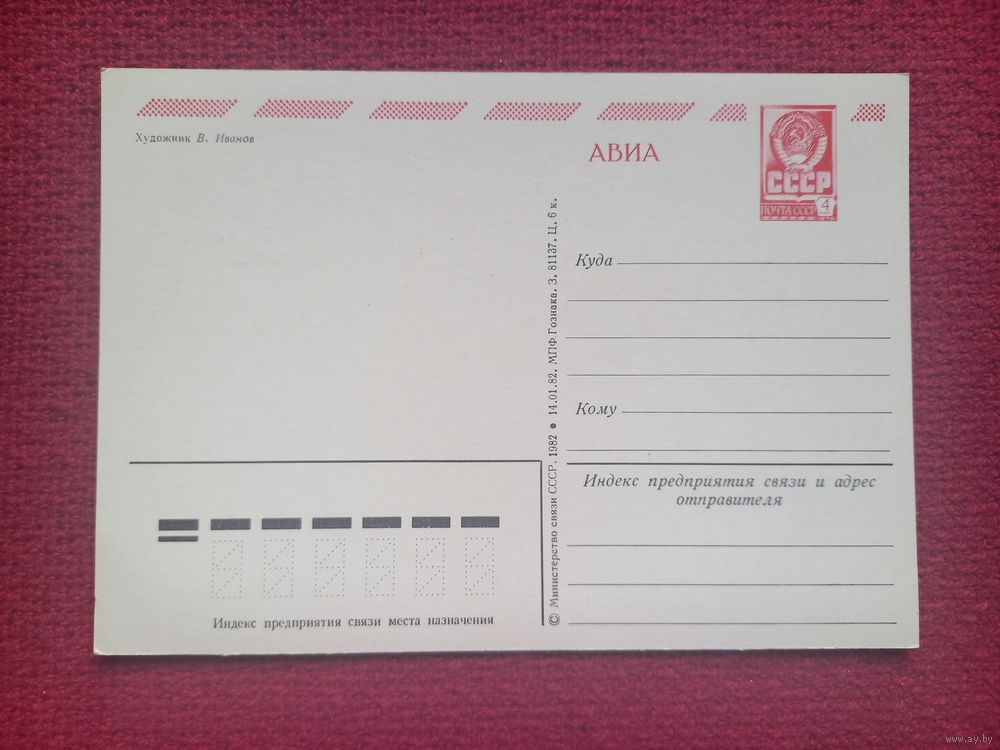 Художник В. Иванов
АВИА
СССР
ПОЧТА СССР 4
Куда
Кому
Индекс предприятия связи и адрес
отправителя
© Министерство связи СССР. 1982 ● 14.01.82. МПФ Гознака. З. 81137. Ц. 6 к.
Индекс предприятия связи места назначения
www.ay.by